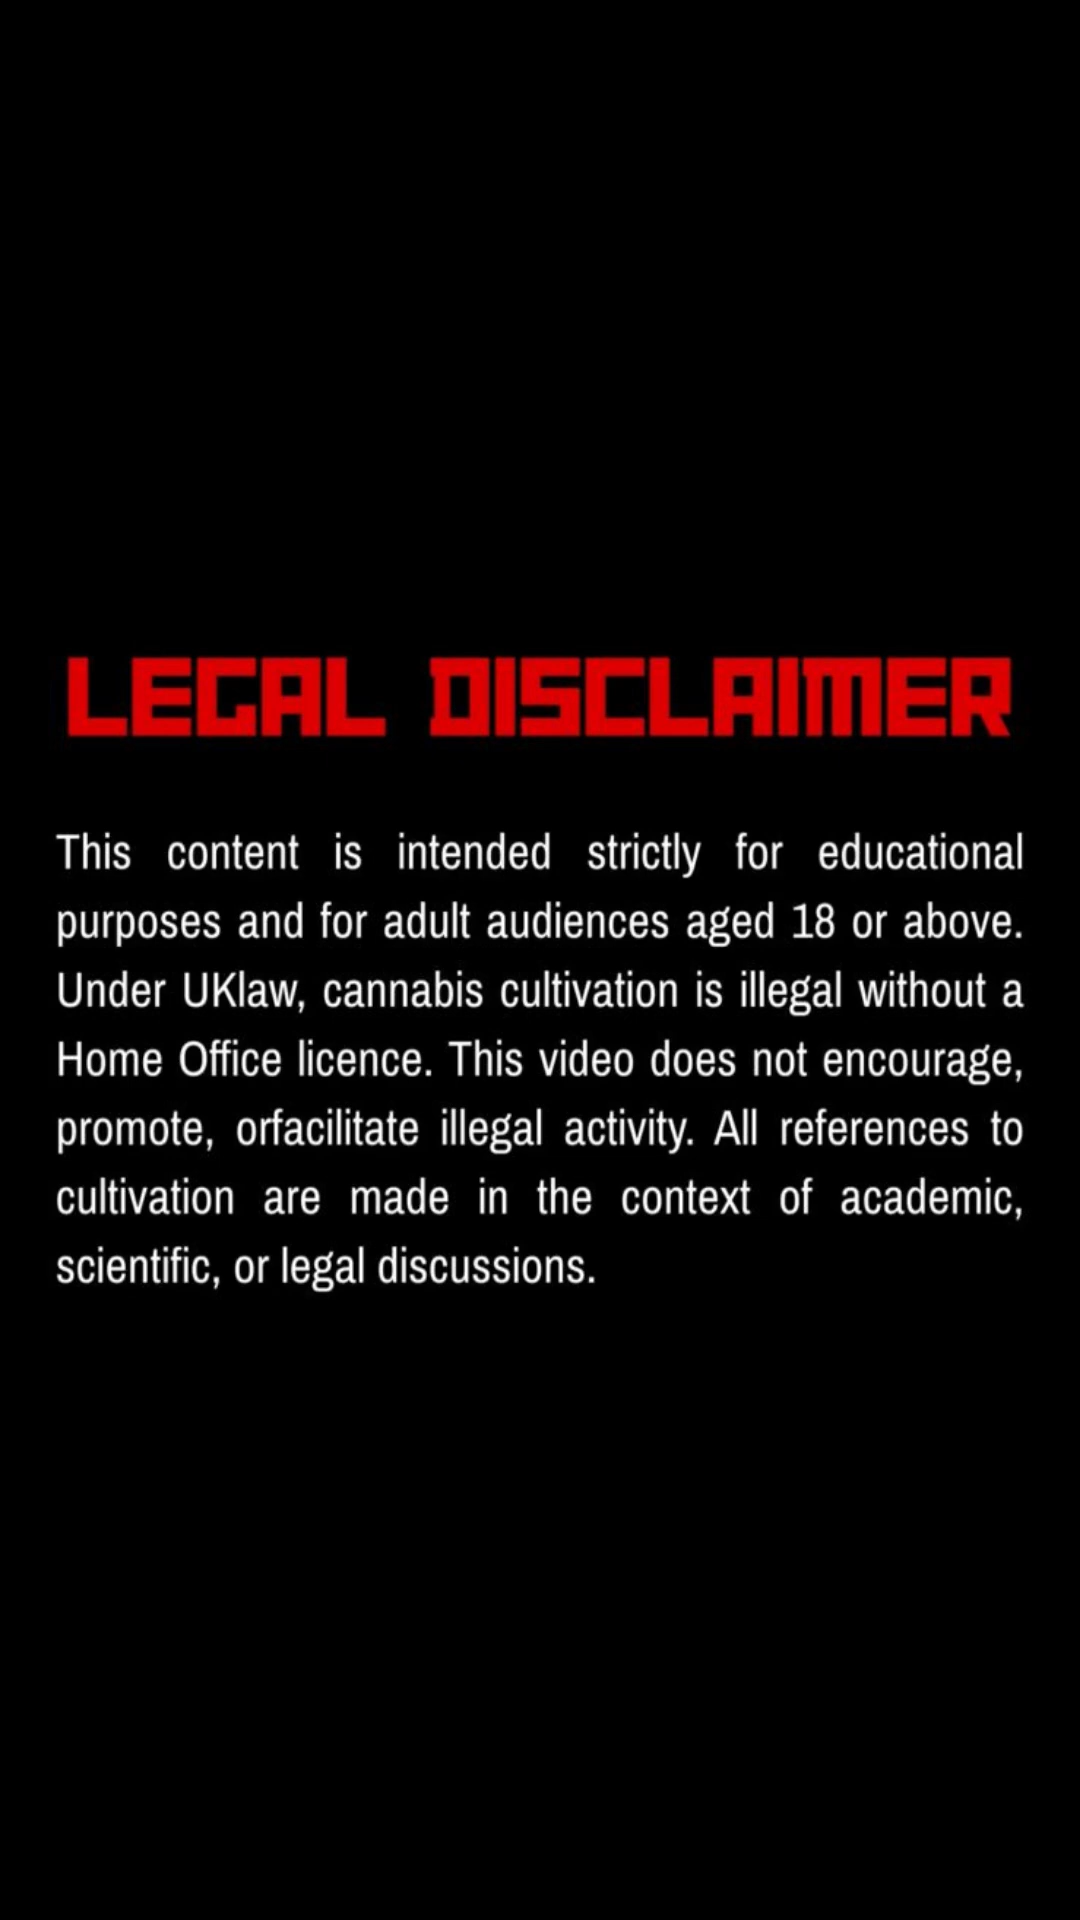 LEGAL DISCLAIMER
This content is intended strictly for educational
purposes and for adult audiences aged 18 or above.
Under UKlaw, cannabis cultivation is illegal without a
Home Office licence. This video does not encourage,
promote, orfacilitate illegal activity. All references to
cultivation are made in the context of academic,
scientific, or legal discussions.